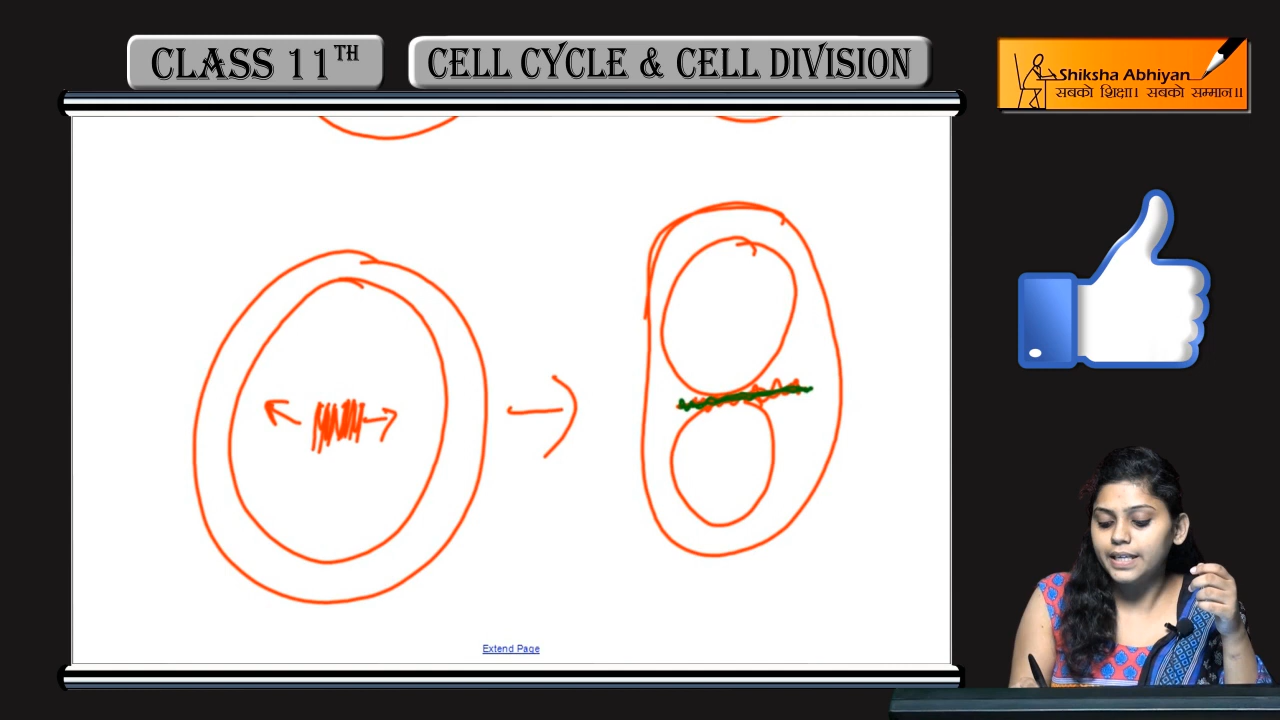 CLASS 11TH
CELL CYCLE & CELL DIVISION
Shiksha Abhiyan
सबको शिक्षा। सबको सम्मान।।
Extend Page